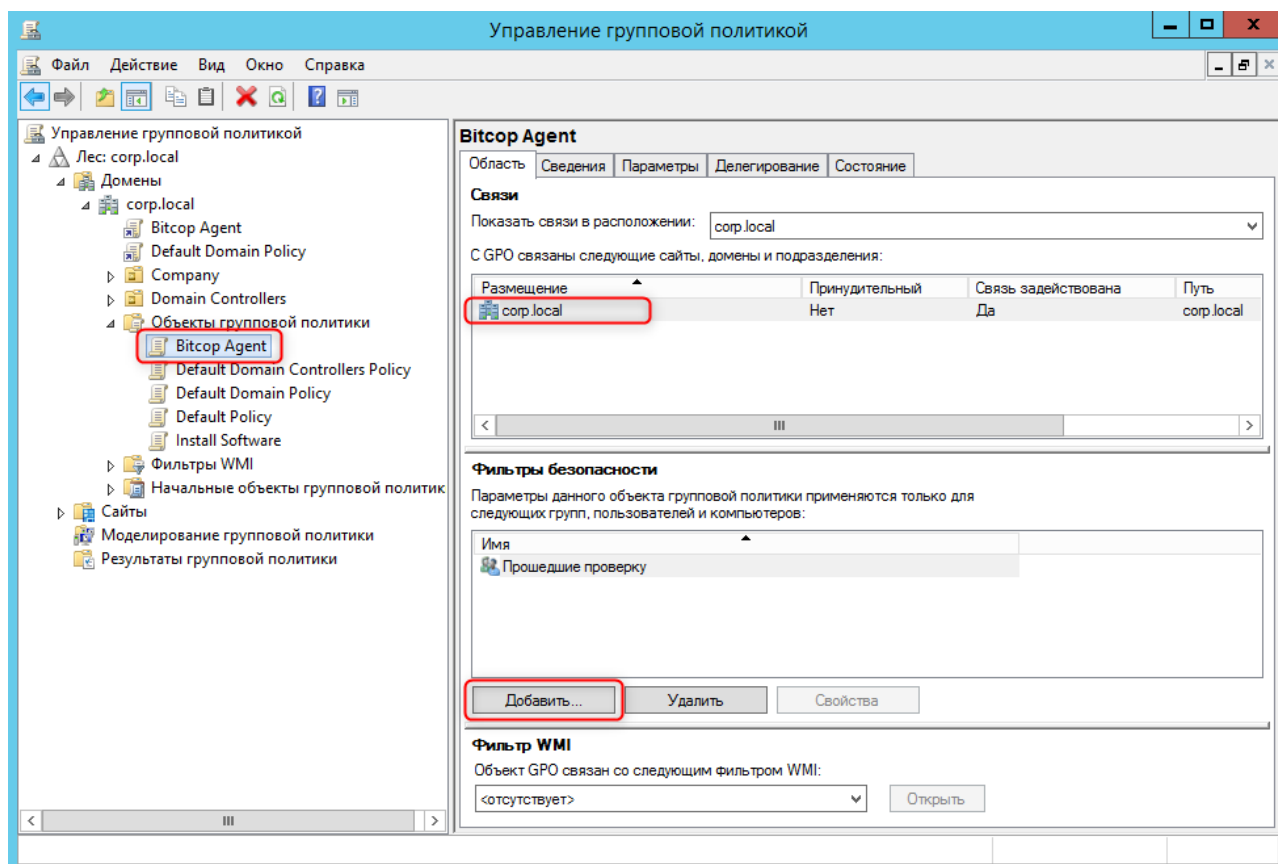 Управление групповой политикой
Файл Действие Вид Окно Справка
Управление групповой политикой
Лес: corp.local
Домены
corp.local
Bitcop Agent
Default Domain Policy
Company
Domain Controllers
Объекты групповой политики
Bitcop Agent
Default Domain Controllers Policy
Default Domain Policy
Default Policy
Install Software
Фильтры WMI
Начальные объекты групповой политик
Сайты
Моделирование групповой политики
Результаты групповой политики
Bitcop Agent
Область Сведения Параметры Делегирование Состояние
Связи
Показать связи в расположении: corp.local
С GPO связаны следующие сайты, домены и подразделения:
Размещение Принудительный Связь задействована Путь
corp.local Нет Да corp.local
Фильтры безопасности
Параметры данного объекта групповой политики применяются только для
следующих групп, пользователей и компьютеров:
Имя
Прошедшие проверку
Добавить... Удалить Свойства
Фильтр WMI
Объект GPO связан со следующим фильтром WMI:
<отсутствует> Открыть